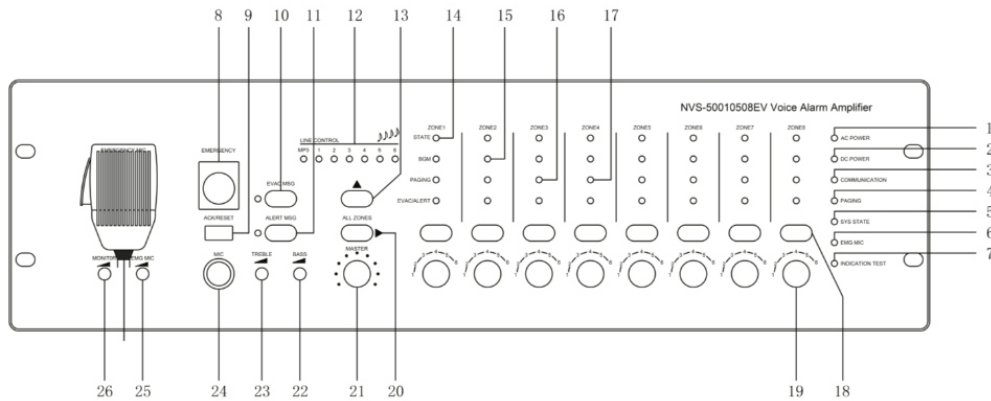 8 9 10 11 12 13 14 15 16 17
NVS-50010508EV Voice Alarm Amplifier
LINE CONTROL
MP3 1 2 3 4 5 6
ZONE1 ZONE2 ZONE3 ZONE4 ZONE5 ZONE6 ZONE7 ZONE8
STATE
BGM
PAGING
EVAC/ALERT
AC POWER 1
DC POWER 2
COMMUNICATION 3
PAGING 4
SYS STATE 5
EMG MIC 6
INDICATION TEST 7
EMERGENCY MIC
EMERGENCY
EVAC MSG
ACK/RESET
ALERT MSG
ALL ZONES
MONITOR
EMG MIC
MIC
TREBLE
BASS
MASTER
26 25 24 23 22 21 20 19 18